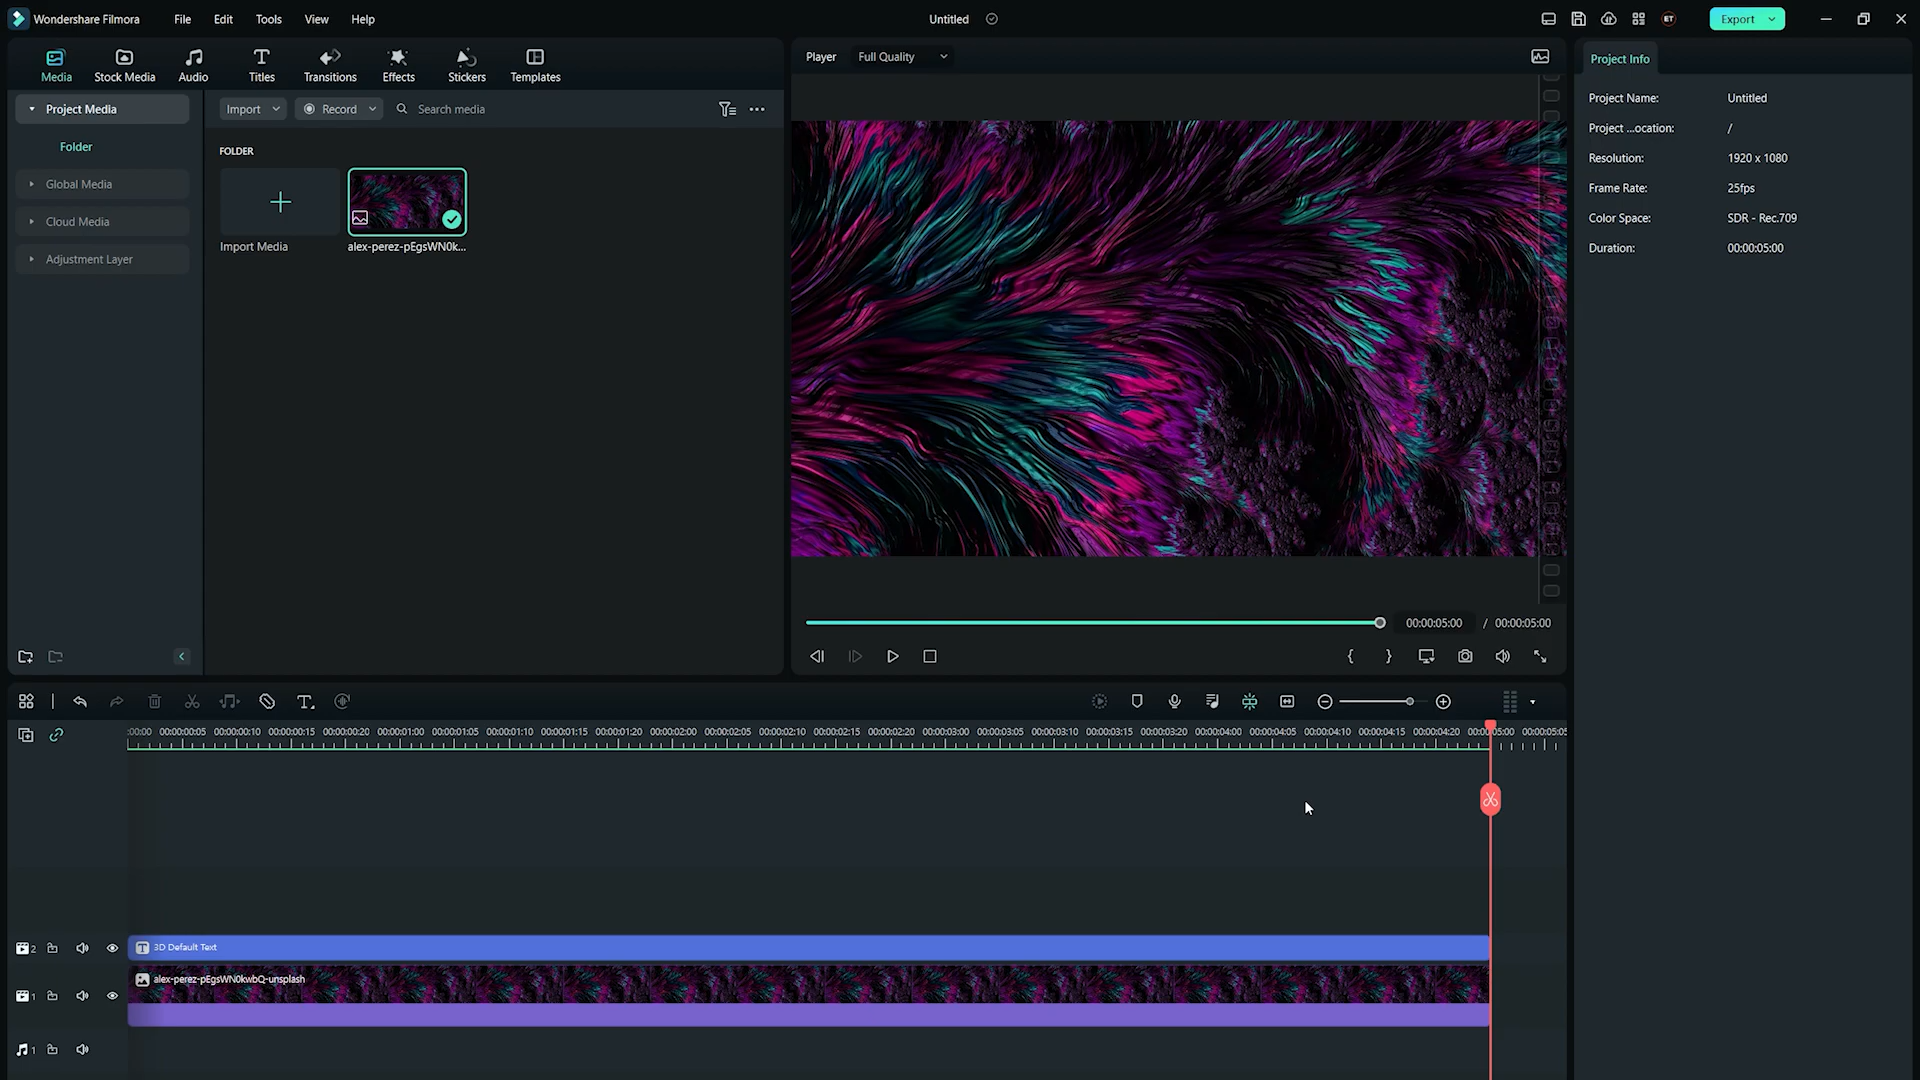 Wondershare Filmora File Edit Tools View Help Untitled ET Export
Media Stock Media Audio Titles Transitions Effects Stickers Templates
Player Full Quality
Project Info
Project Media
Folder
Global Media
Cloud Media
Adjustment Layer
Import Record Search media
FOLDER
Import Media alex-perez-pEgsWN0k...
Project Name: Untitled
Project ...ocation: /
Resolution: 1920 x 1080
Frame Rate: 25fps
Color Space: SDR - Rec.709
Duration: 00:00:05:00
00:00:05:00 / 00:00:05:00
{ }
:00:00 00:00:00:05 00:00:00:10 00:00:00:15 00:00:00:20 00:00:01:00 00:00:01:05 00:00:01:10 00:00:01:15 00:00:01:20 00:00:02:00 00:00:02:05 00:00:02:10 00:00:02:15 00:00:02:20 00:00:03:00 00:00:03:05 00:00:03:10 00:00:03:15 00:00:03:20 00:00:04:00 00:00:04:05 00:00:04:10 00:00:04:15 00:00:04:20 00:00:05:00 00:00:05:05
2 T 3D Default Text
alex-perez-pEgsWN0kwbQ-unsplash
1
1